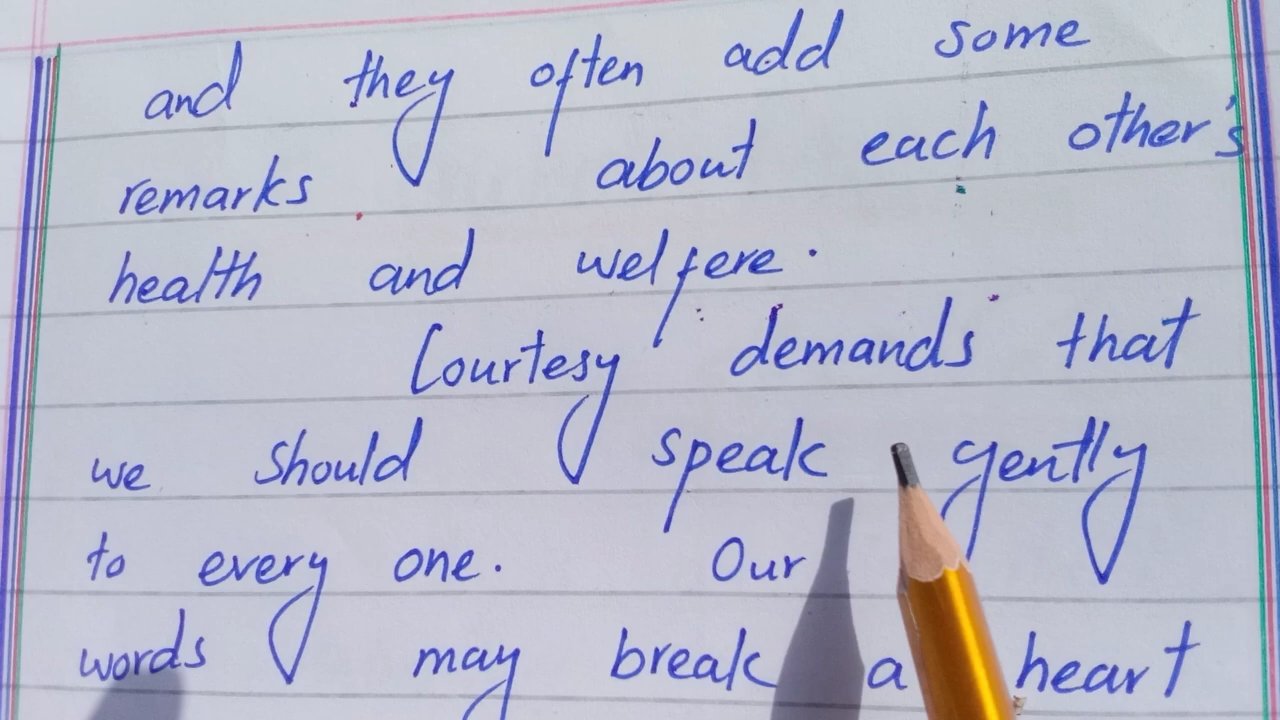 and they often add some
remarks about each other's
health and welfere.
Courtesy demands that
we should speak gently
to every one. Our
words may break a heart